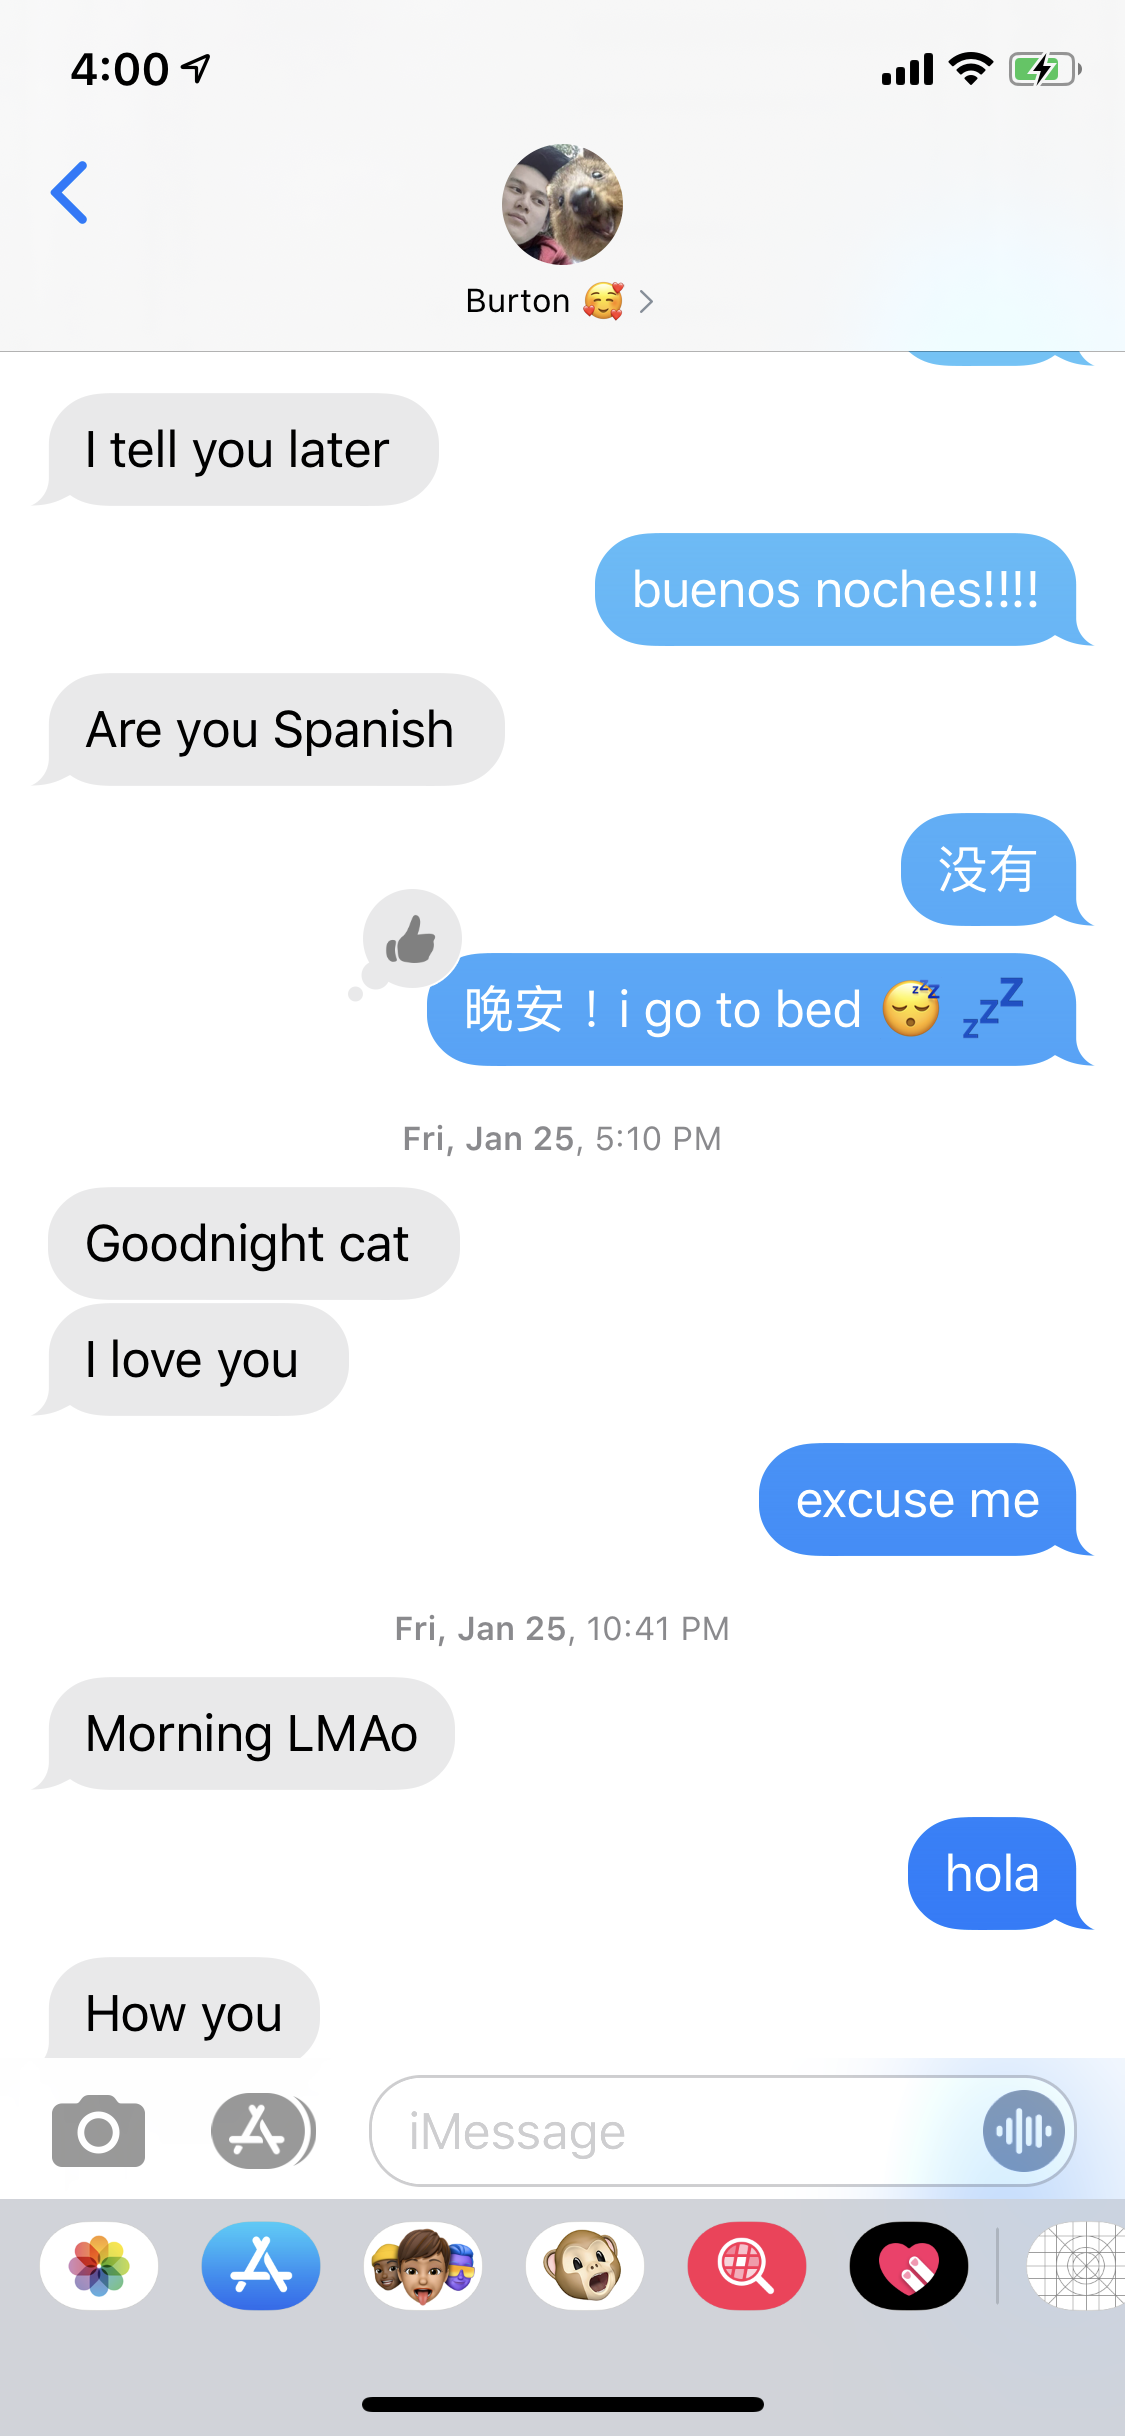 4:00
Burton 🥰
I tell you later
buenos noches!!!!
Are you Spanish
没有
晚安！i go to bed 😴 💤
Fri, Jan 25, 5:10 PM
Goodnight cat
I love you
excuse me
Fri, Jan 25, 10:41 PM
Morning LMAo
hola
How you
iMessage